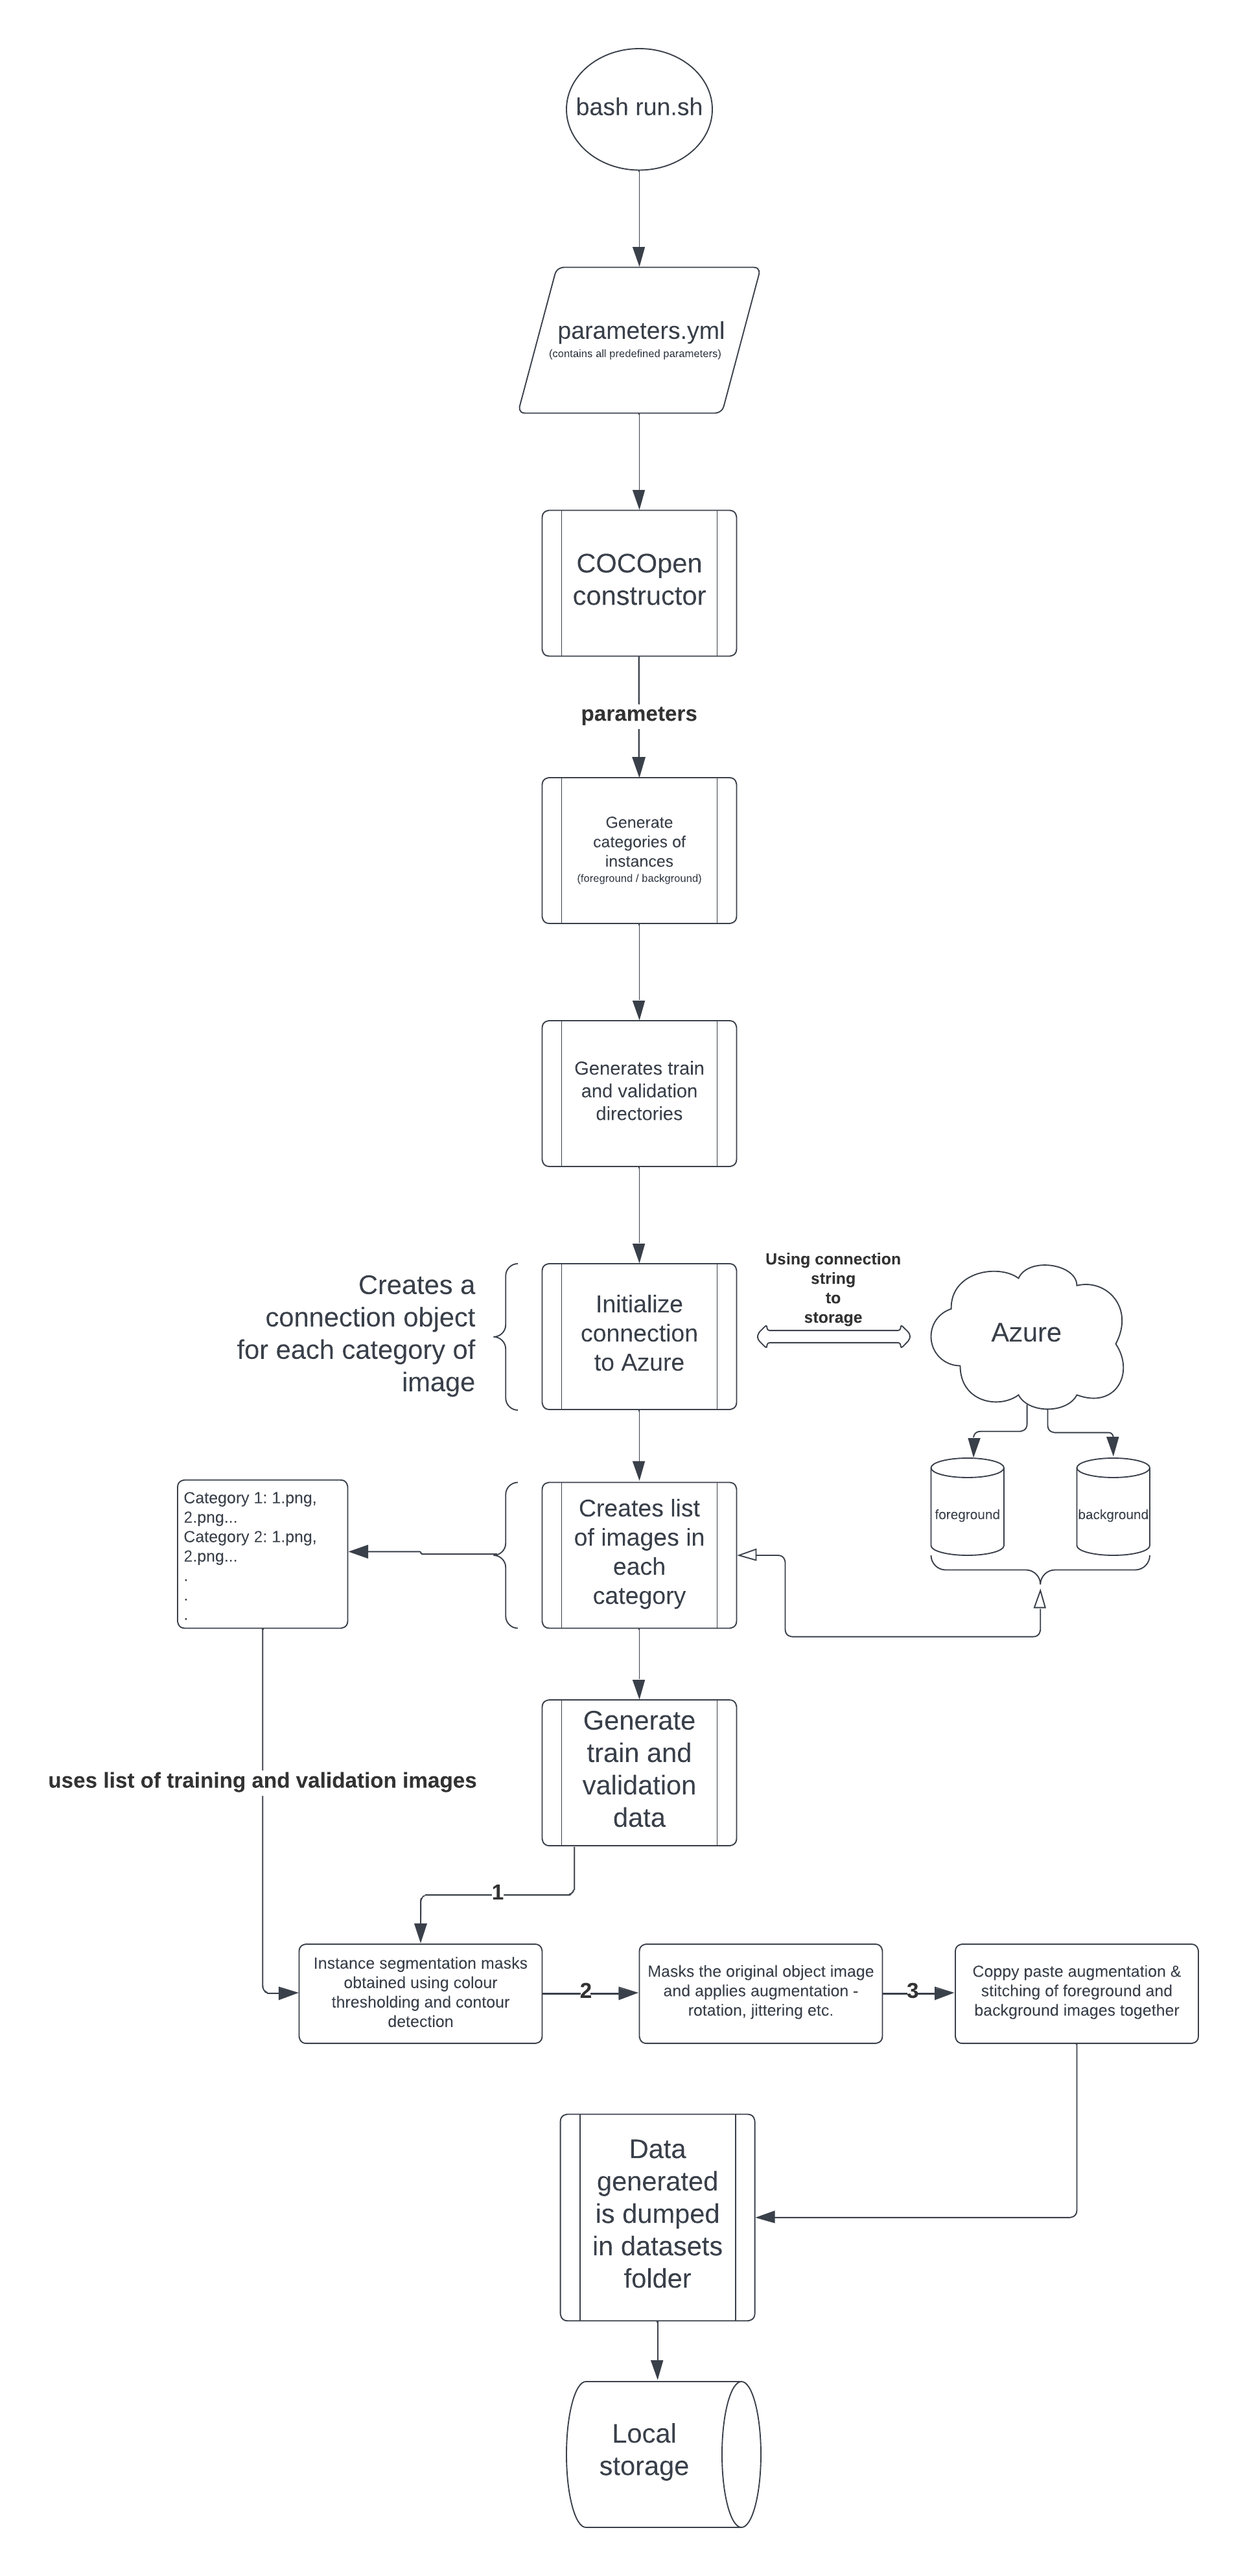 bash run.sh
parameters.yml
(contains all predefined parameters)
COCOpen
constructor
parameters
Generate
categories of
instances
(foreground / background)
Generates train
and validation
directories
Creates a
connection object
for each category of
image
Initialize
connection
to Azure
Using connection
string
to
storage
Azure
foreground
background
Category 1: 1.png,
2.png...
Category 2: 1.png,
2.png...
.
.
.
Creates list
of images in
each
category
Generate
train and
validation
data
uses list of training and validation images
1
Instance segmentation masks
obtained using colour
thresholding and contour
detection
2
Masks the original object image
and applies augmentation -
rotation, jittering etc.
3
Coppy paste augmentation &
stitching of foreground and
background images together
Data
generated
is dumped
in datasets
folder
Local
storage